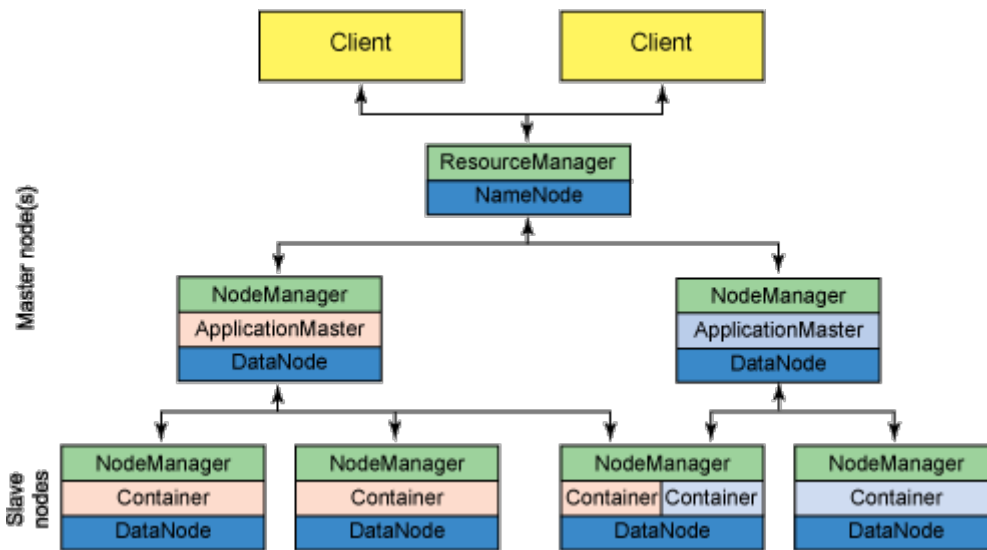 Client
Client
ResourceManager
NameNode
Master node(s)
NodeManager
ApplicationMaster
DataNode
NodeManager
ApplicationMaster
DataNode
Slave
nodes
NodeManager
Container
DataNode
NodeManager
Container
DataNode
NodeManager
Container Container
DataNode
NodeManager
Container
DataNode